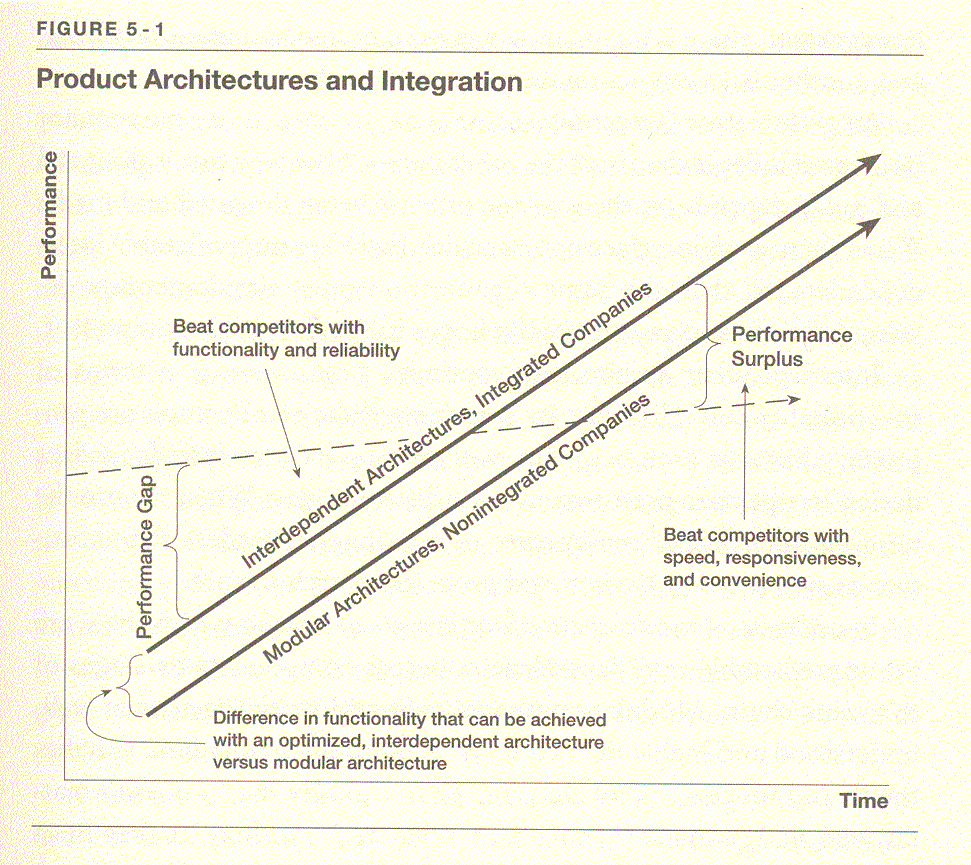 FIGURE 5-1
Product Architectures and Integration
Performance
Beat competitors with
functionality and reliability
Interdependent Architectures, Integrated Companies
Performance
Surplus
Modular Architectures, Nonintegrated Companies
Performance Gap
Beat competitors with
speed, responsiveness,
and convenience
Difference in functionality that can be achieved
with an optimized, interdependent architecture
versus modular architecture
Time